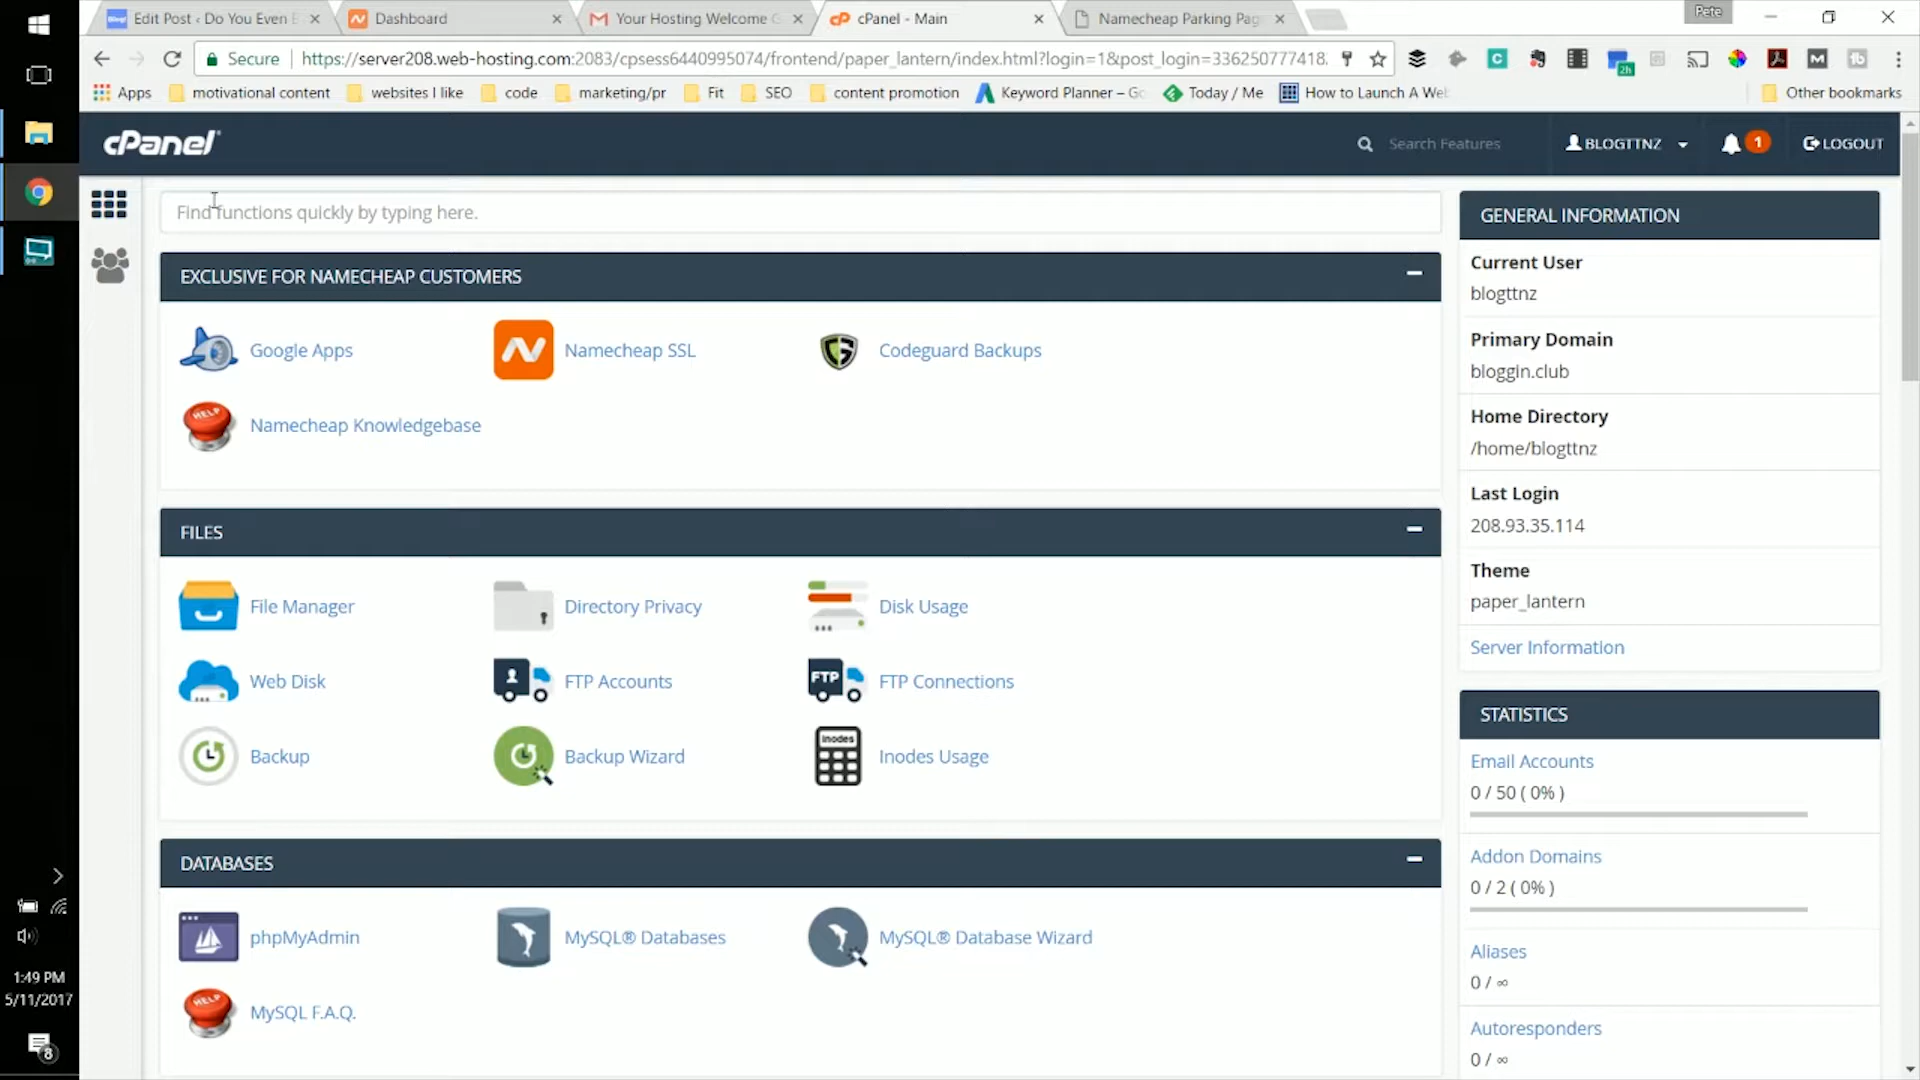 Edit Post ‹ Do You Even
Dashboard
Your Hosting Welcome
cPanel - Main
Namecheap Parking Pag
Pete
Secure
https://server208.web-hosting.com:2083/cpsess6440995074/frontend/paper_lantern/index.html?login=1&post_login=336250777418
Apps
motivational content
websites I like
code
marketing/pr
Fit
SEO
content promotion
Keyword Planner –
Today / Me
How to Launch A
Other bookmarks
cPanel
Search Features
BLOGTTNZ
1
LOGOUT
Find functions quickly by typing here.
EXCLUSIVE FOR NAMECHEAP CUSTOMERS
Google Apps
Namecheap SSL
Codeguard Backups
HELP
Namecheap Knowledgebase
FILES
File Manager
Directory Privacy
Disk Usage
Web Disk
FTP Accounts
FTP
FTP Connections
Backup
Backup Wizard
inodes
Inodes Usage
DATABASES
phpMyAdmin
MySQL® Databases
MySQL® Database Wizard
HELP
MySQL F.A.Q.
GENERAL INFORMATION
Current User
blogttnz
Primary Domain
bloggin.club
Home Directory
/home/blogttnz
Last Login
208.93.35.114
Theme
paper_lantern
Server Information
STATISTICS
Email Accounts
0 / 50 ( 0% )
Addon Domains
0 / 2 ( 0% )
Aliases
0 / ∞
Autoresponders
0 / ∞
1:49 PM
5/11/2017
8
2h